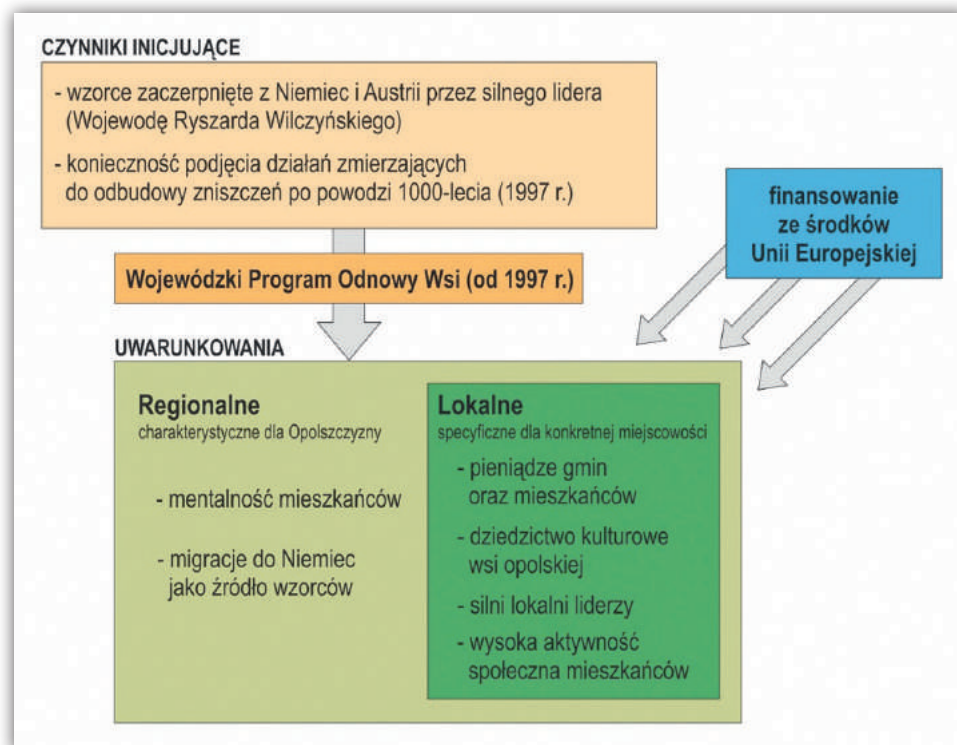 CZYNNIKI INICJUJĄCE
- wzorce zaczerpnięte z Niemiec i Austrii przez silnego lidera
(Wojewodę Ryszarda Wilczyńskiego)
- konieczność podjęcia działań zmierzających
do odbudowy zniszczeń po powodzi 1000-lecia (1997 r.)
finansowanie
ze środków
Unii Europejskiej
Wojewódzki Program Odnowy Wsi (od 1997 r.)
UWARUNKOWANIA
Regionalne
charakterystyczne dla Opolszczyzny
- mentalność mieszkańców
- migracje do Niemiec
jako źródło wzorców
Lokalne
specyficzne dla konkretnej miejscowości
- pieniądze gmin
oraz mieszkańców
- dziedzictwo kulturowe
wsi opolskiej
- silni lokalni liderzy
- wysoka aktywność
społeczna mieszkańców